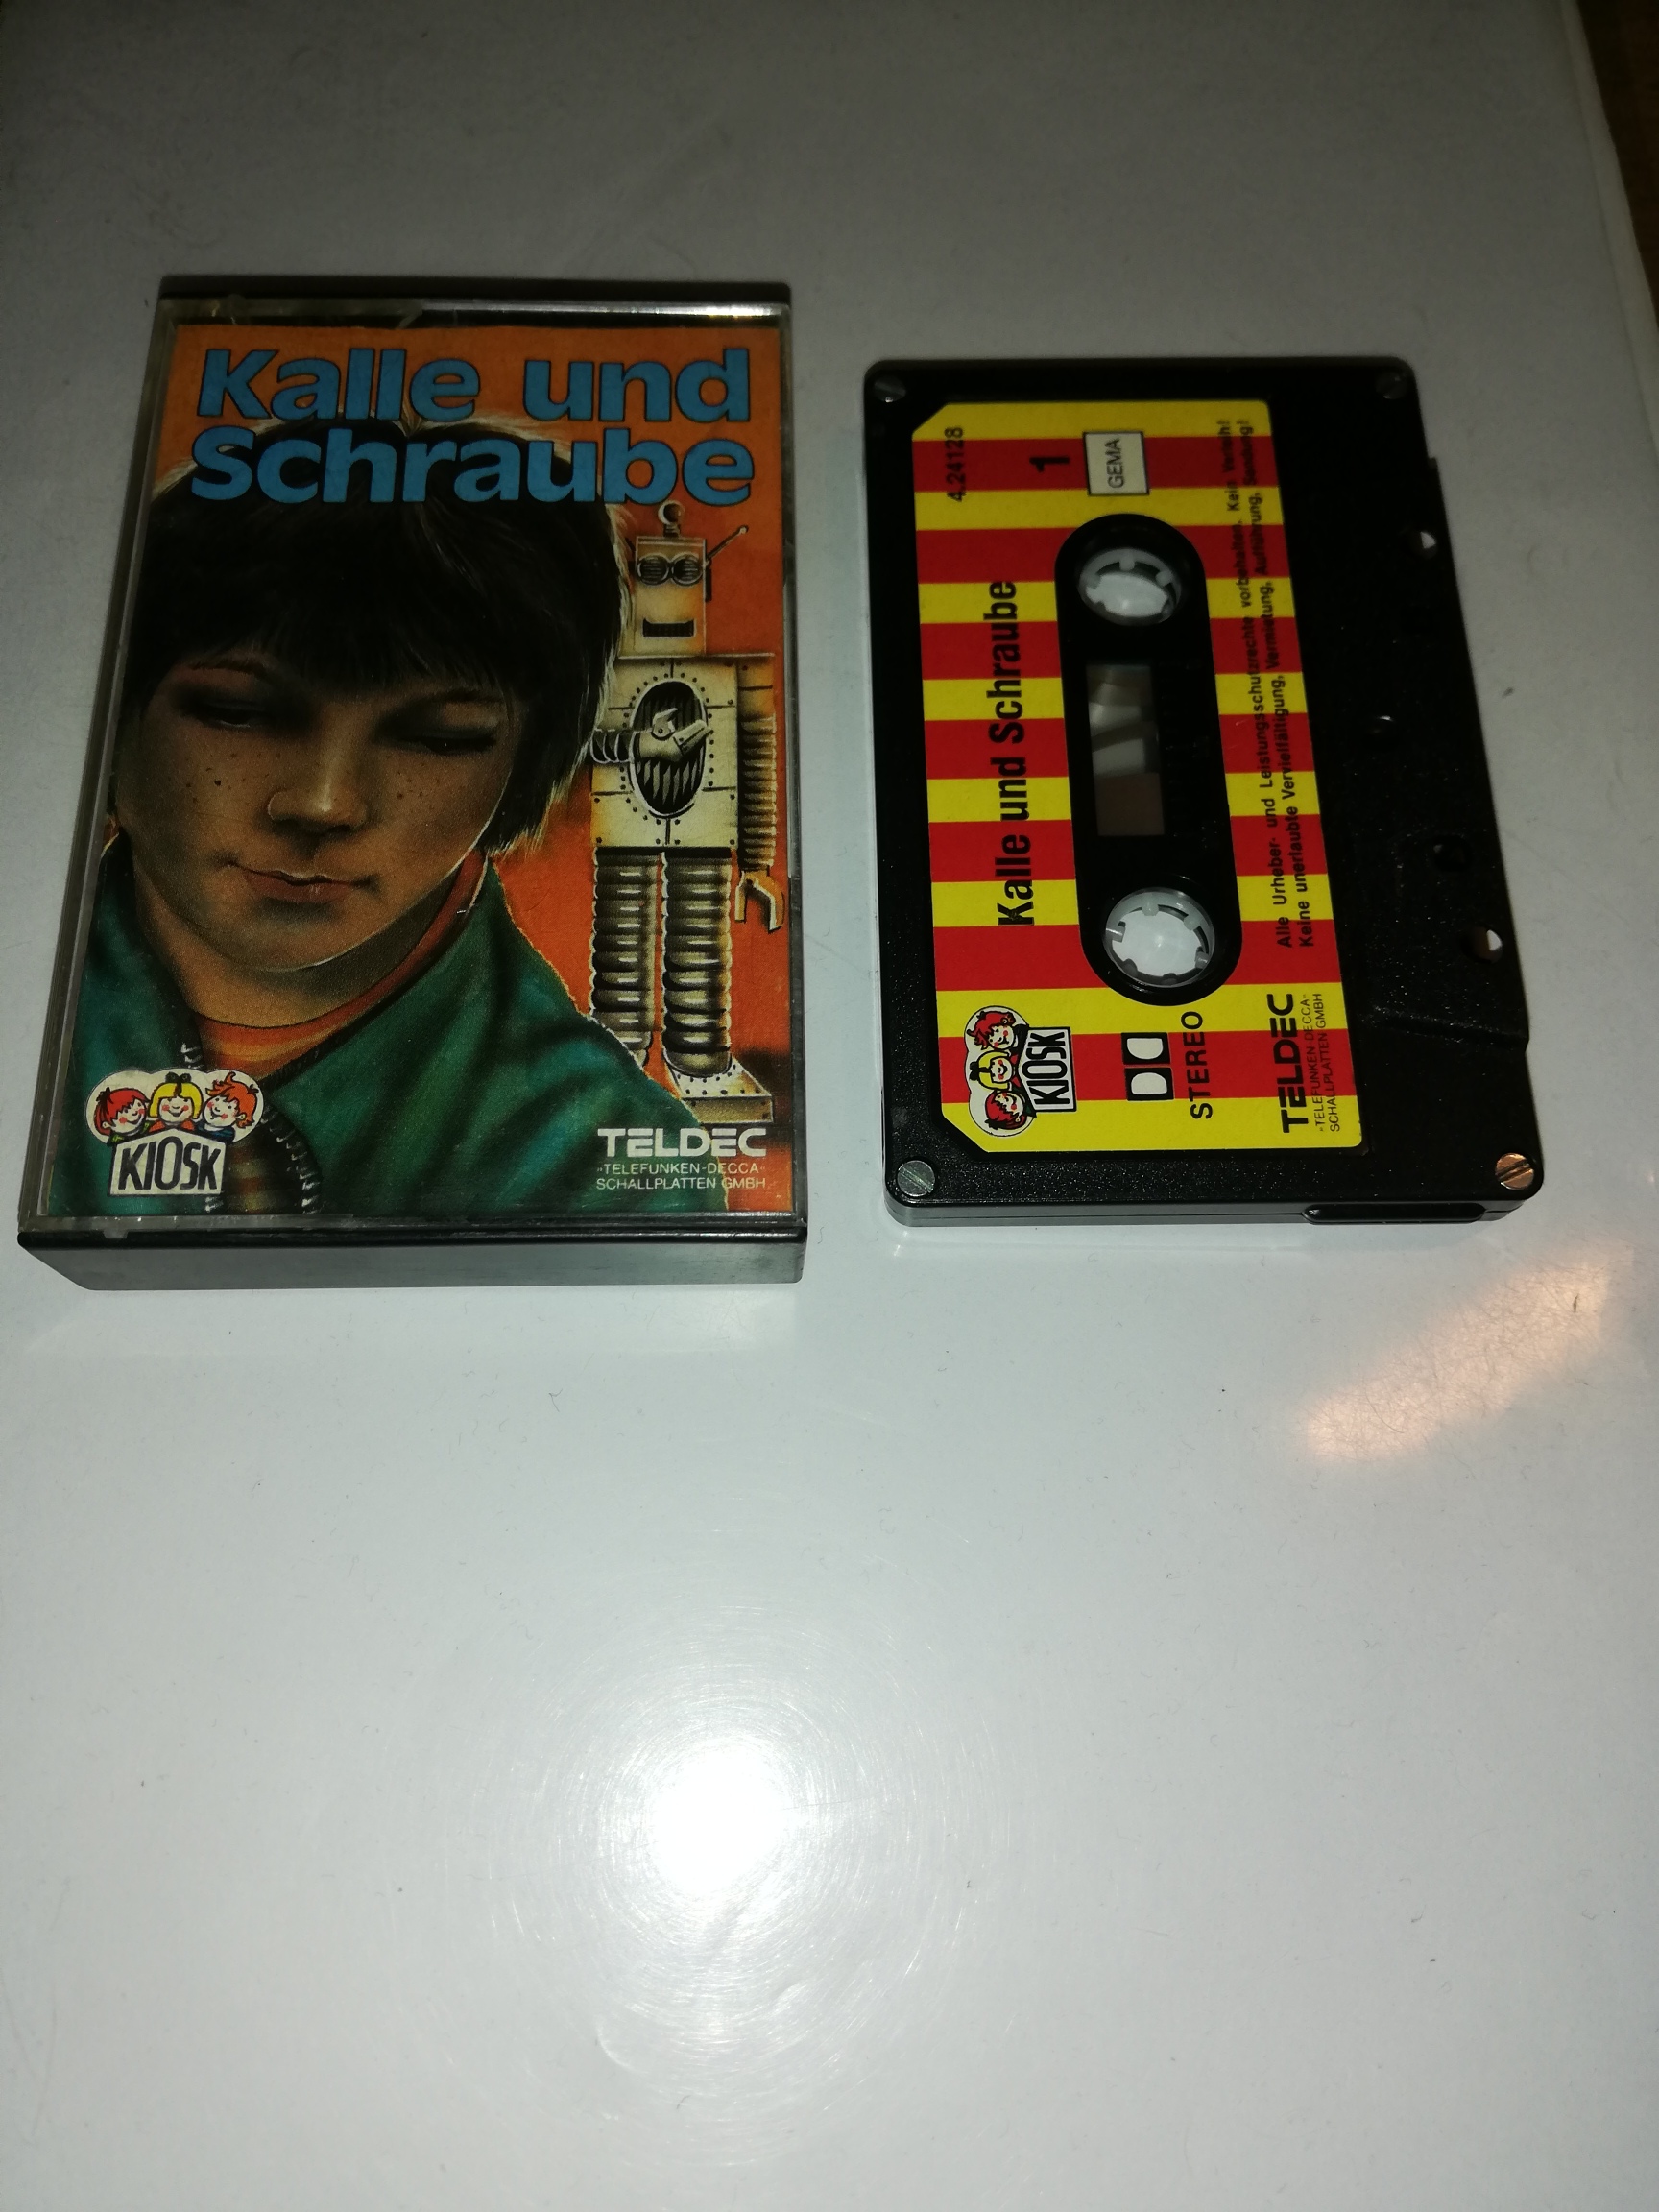 Kalle und
Schraube
KIOSK
TELDEC
»TELEFUNKEN-DECCA«
SCHALLPLATTEN GMBH
4.24128
1
GEMA
Kalle und Schraube
Alle Urheber- und Leistungsschutzrechte vorbehalten. Kein Verleih!
Keine unerlaubte Vervielfältigung, Vermietung, Aufführung, Sendung!
KIOSK
STEREO
TELDEC
»TELEFUNKEN-DECCA«
SCHALLPLATTEN GMBH